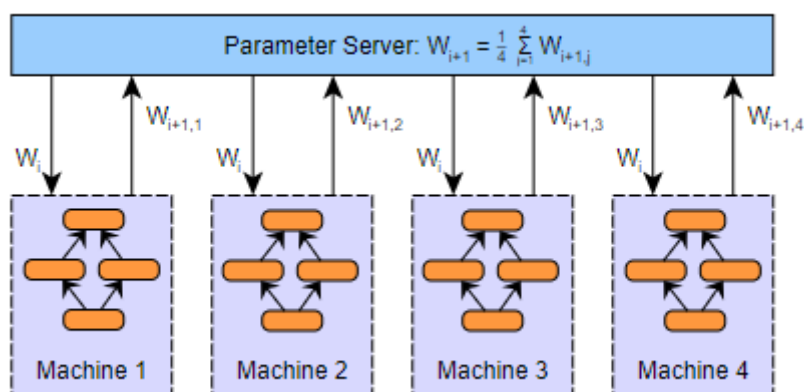 Parameter Server: W_{i+1} = 1/4 Σ_{j=1}^{4} W_{i+1,j}
W_i W_{i+1,1} W_i W_{i+1,2} W_i W_{i+1,3} W_i W_{i+1,4}
Machine 1 Machine 2 Machine 3 Machine 4